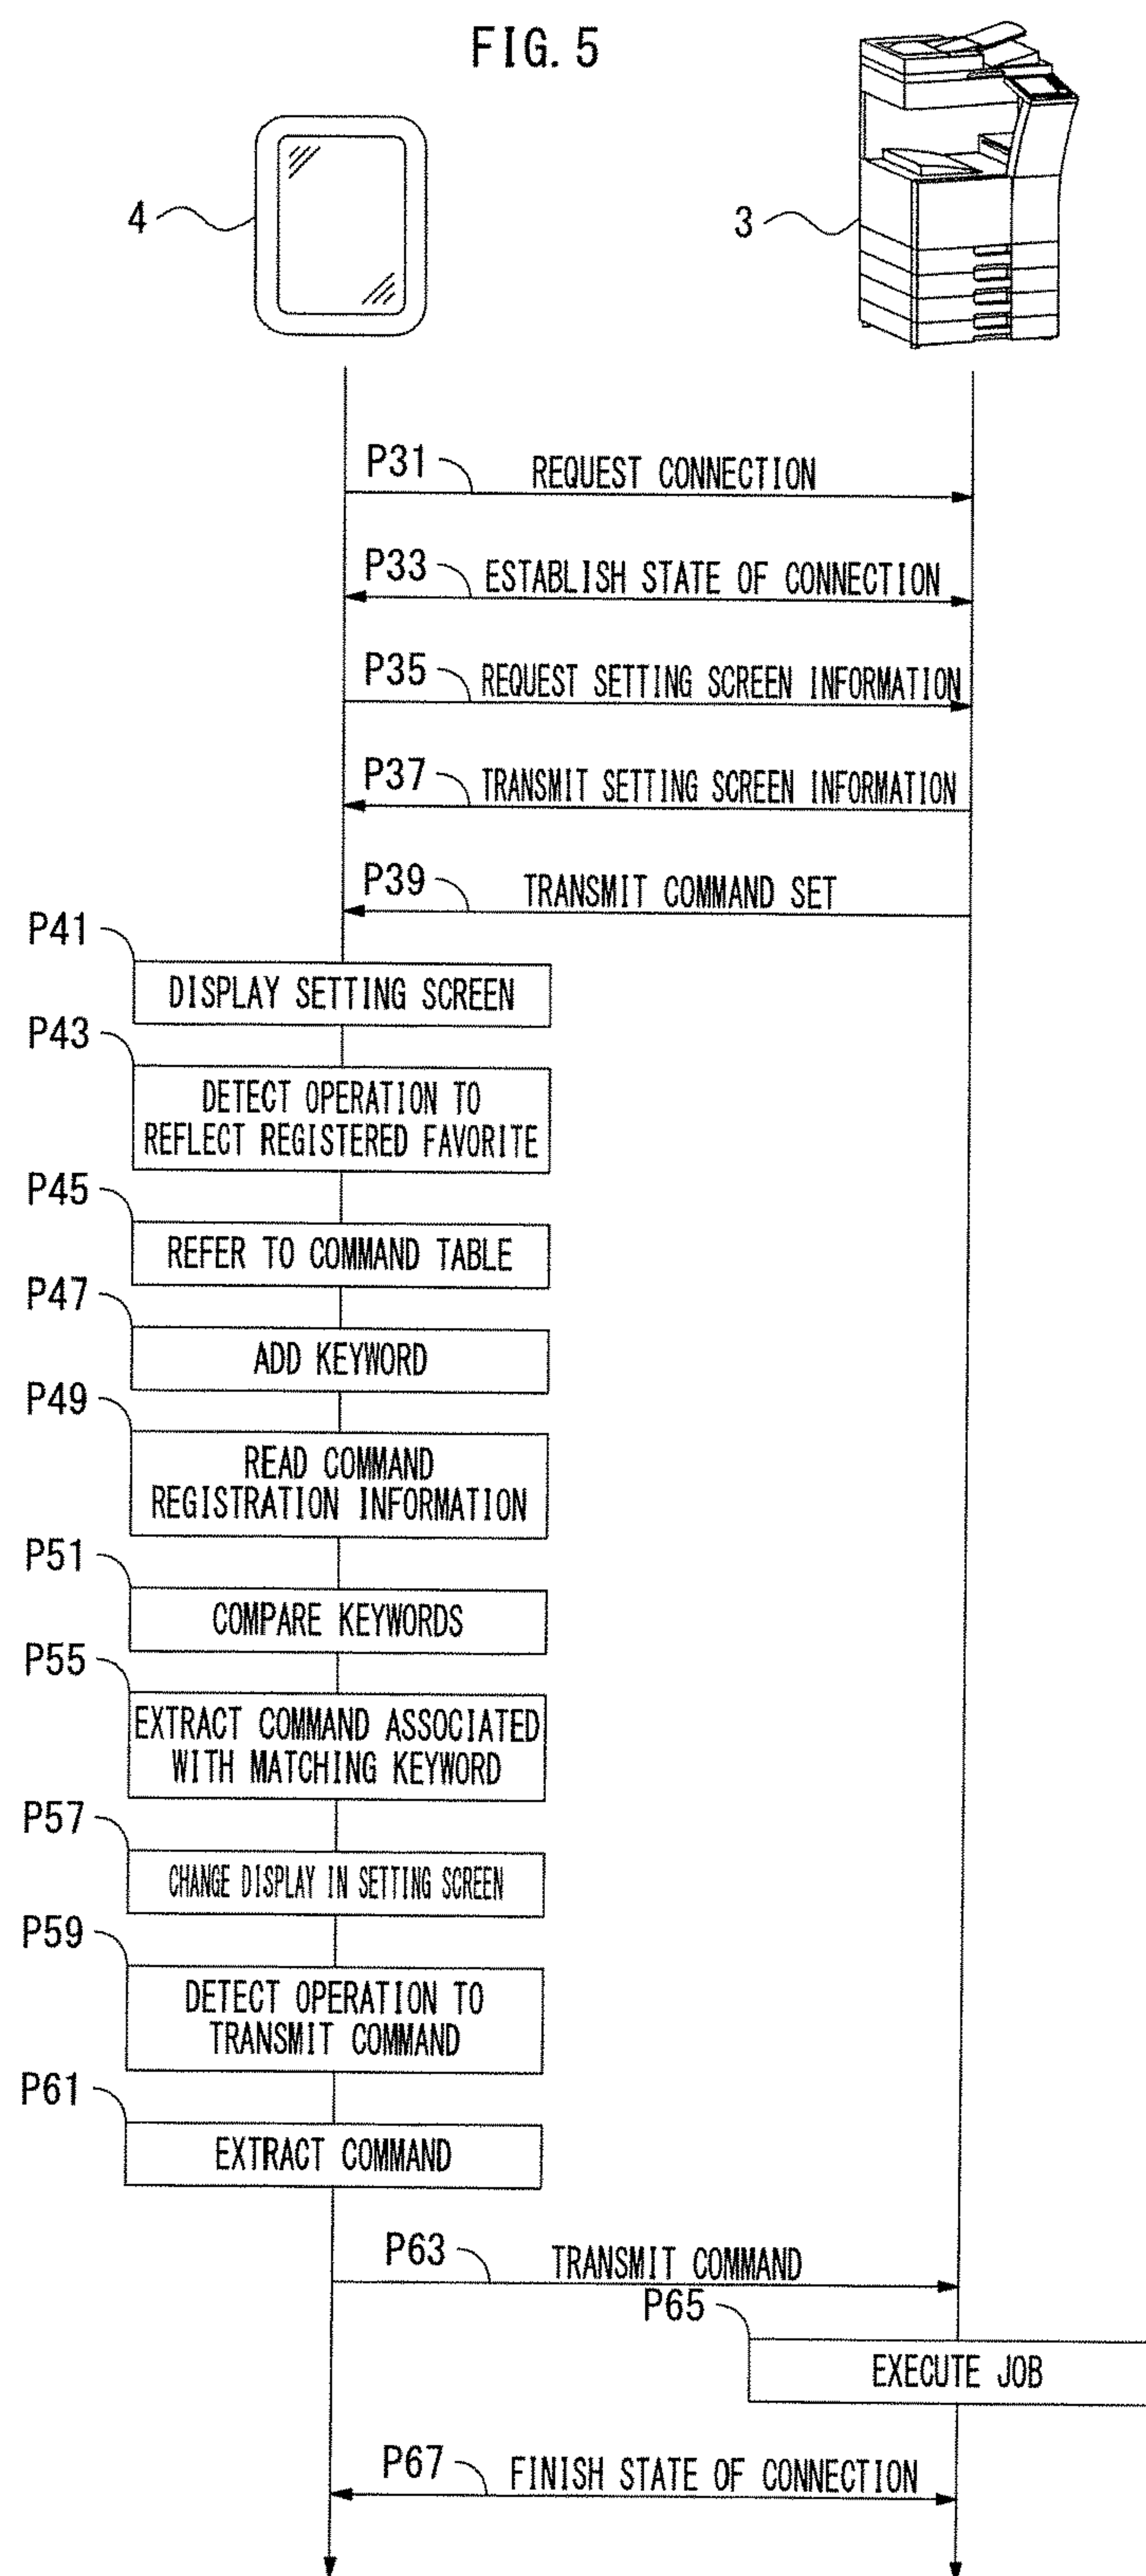 FIG. 5
4
3
P31
REQUEST CONNECTION
P33
ESTABLISH STATE OF CONNECTION
P35
REQUEST SETTING SCREEN INFORMATION
P37
TRANSMIT SETTING SCREEN INFORMATION
P39
TRANSMIT COMMAND SET
P41
DISPLAY SETTING SCREEN
P43
DETECT OPERATION TO
REFLECT REGISTERED FAVORITE
P45
REFER TO COMMAND TABLE
P47
ADD KEYWORD
P49
READ COMMAND
REGISTRATION INFORMATION
P51
COMPARE KEYWORDS
P55
EXTRACT COMMAND ASSOCIATED
WITH MATCHING KEYWORD
P57
CHANGE DISPLAY IN SETTING SCREEN
P59
DETECT OPERATION TO
TRANSMIT COMMAND
P61
EXTRACT COMMAND
P63
TRANSMIT COMMAND
P65
EXECUTE JOB
P67
FINISH STATE OF CONNECTION